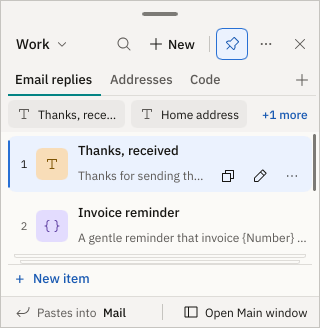 Work New
Email replies Addresses Code
T Thanks, rece... T Home address +1 more
1 T Thanks, received
Thanks for sending th...
Invoice reminder
2 { }
A gentle reminder that invoice {Number} ...
+ New item
Pastes into Main Open Main window